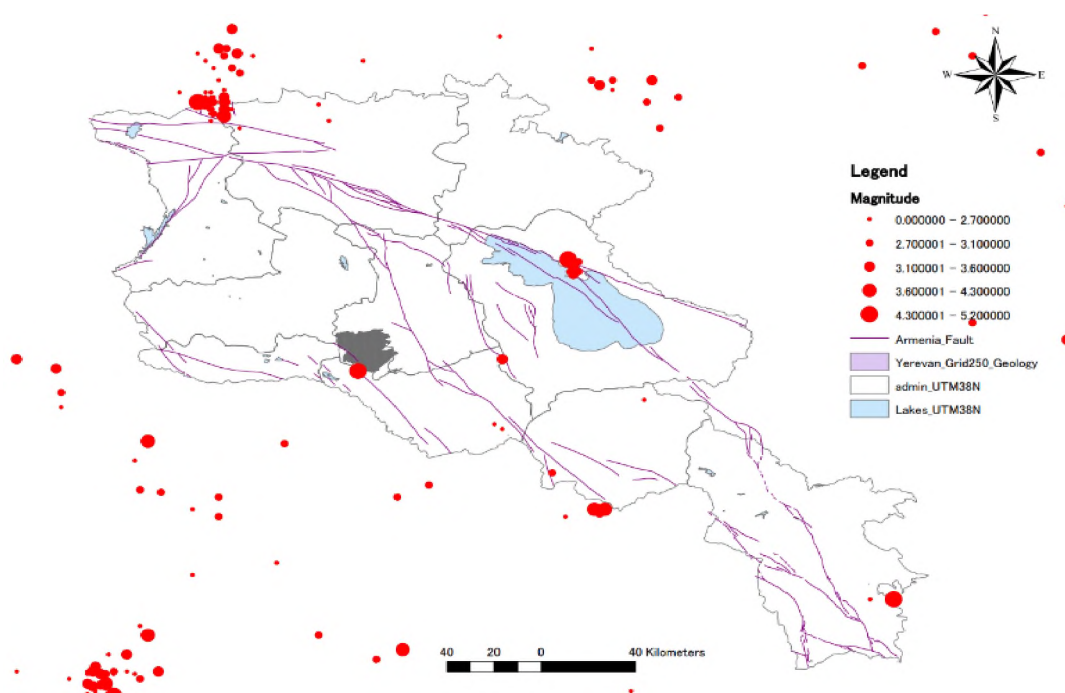 N
W E
S
Legend
Magnitude
0.000000 - 2.700000
2.700001 - 3.100000
3.100001 - 3.600000
3.600001 - 4.300000
4.300001 - 5.200000
Armenia_Fault
Yerevan_Grid250_Geology
admin_UTM38N
Lakes_UTM38N
40 20 0 40 Kilometers